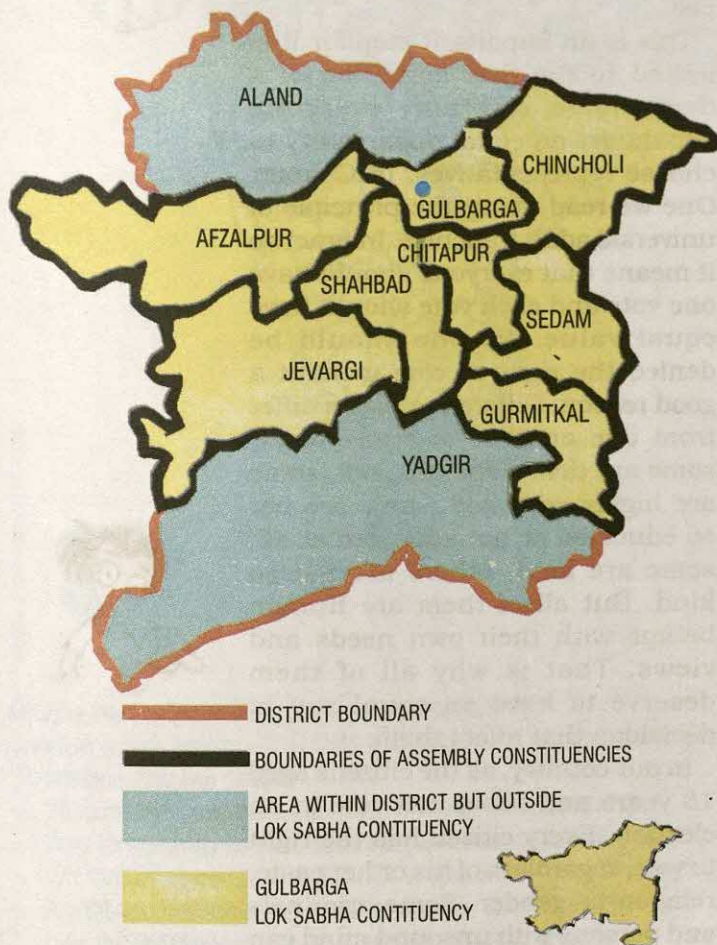 ALAND
CHINCHOLI
GULBARGA
AFZALPUR
CHITAPUR
SHAHBAD
SEDAM
JEVARGI
GURMITKAL
YADGIR
DISTRICT BOUNDARY
BOUNDARIES OF ASSEMBLY CONSTITUENCIES
AREA WITHIN DISTRICT BUT OUTSIDE
LOK SABHA CONTITUENCY
GULBARGA
LOK SABHA CONTITUENCY